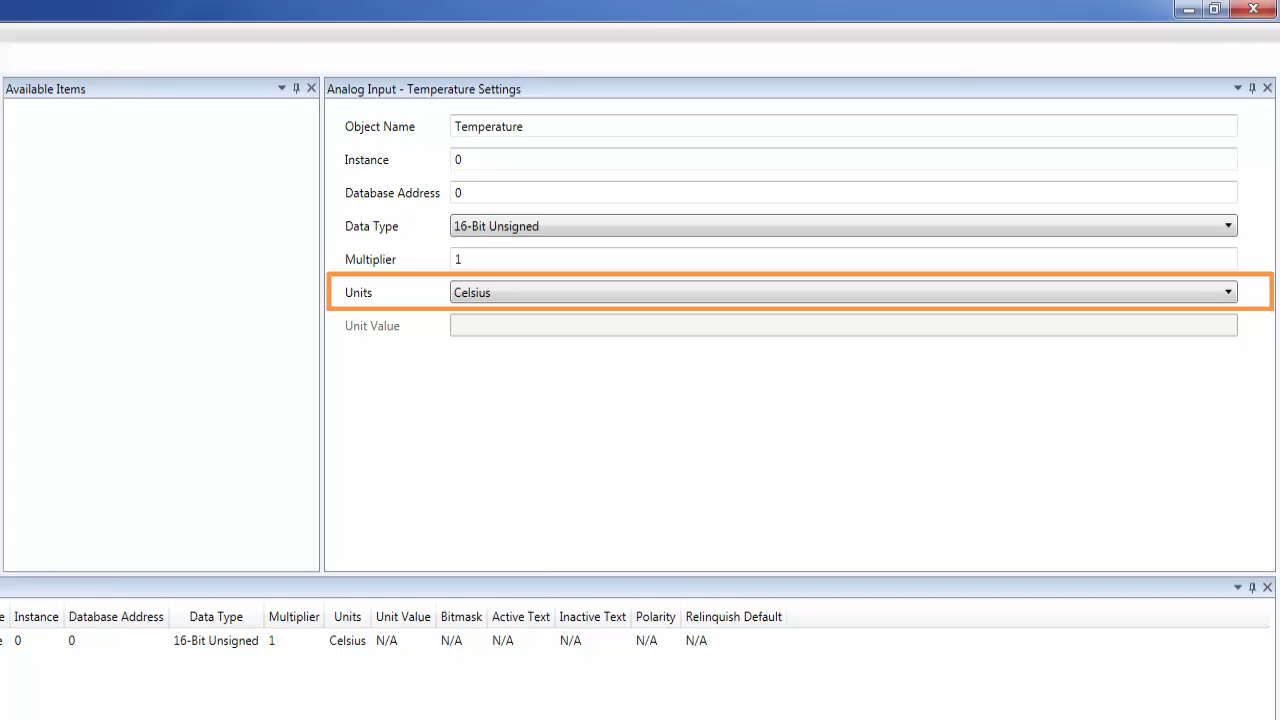 Available Items
Analog Input - Temperature Settings
Object Name Temperature
Instance 0
Database Address 0
Data Type 16-Bit Unsigned
Multiplier 1
Units Celsius
Unit Value
e Instance Database Address Data Type Multiplier Units Unit Value Bitmask Active Text Inactive Text Polarity Relinquish Default
e 0 0 16-Bit Unsigned 1 Celsius N/A N/A N/A N/A N/A N/A